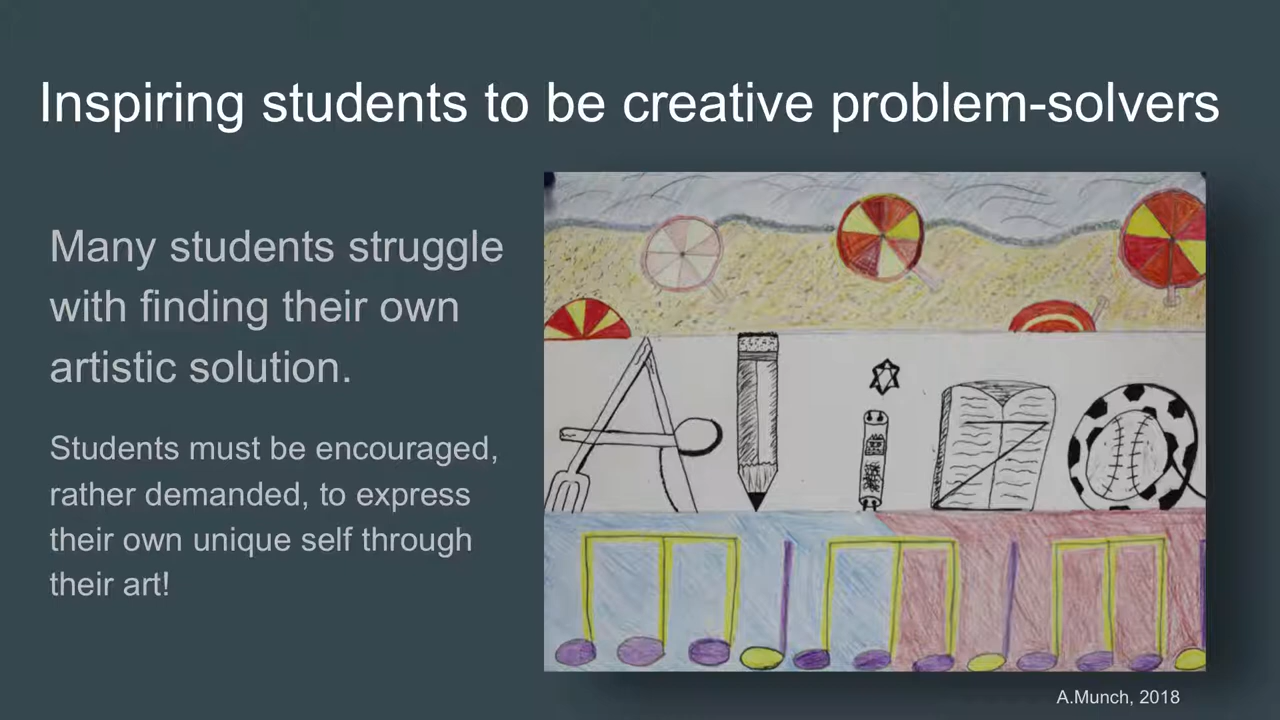 Inspiring students to be creative problem-solvers
Many students struggle
with finding their own
artistic solution.
Students must be encouraged,
rather demanded, to express
their own unique self through
their art!
Aliza
A.Munch, 2018